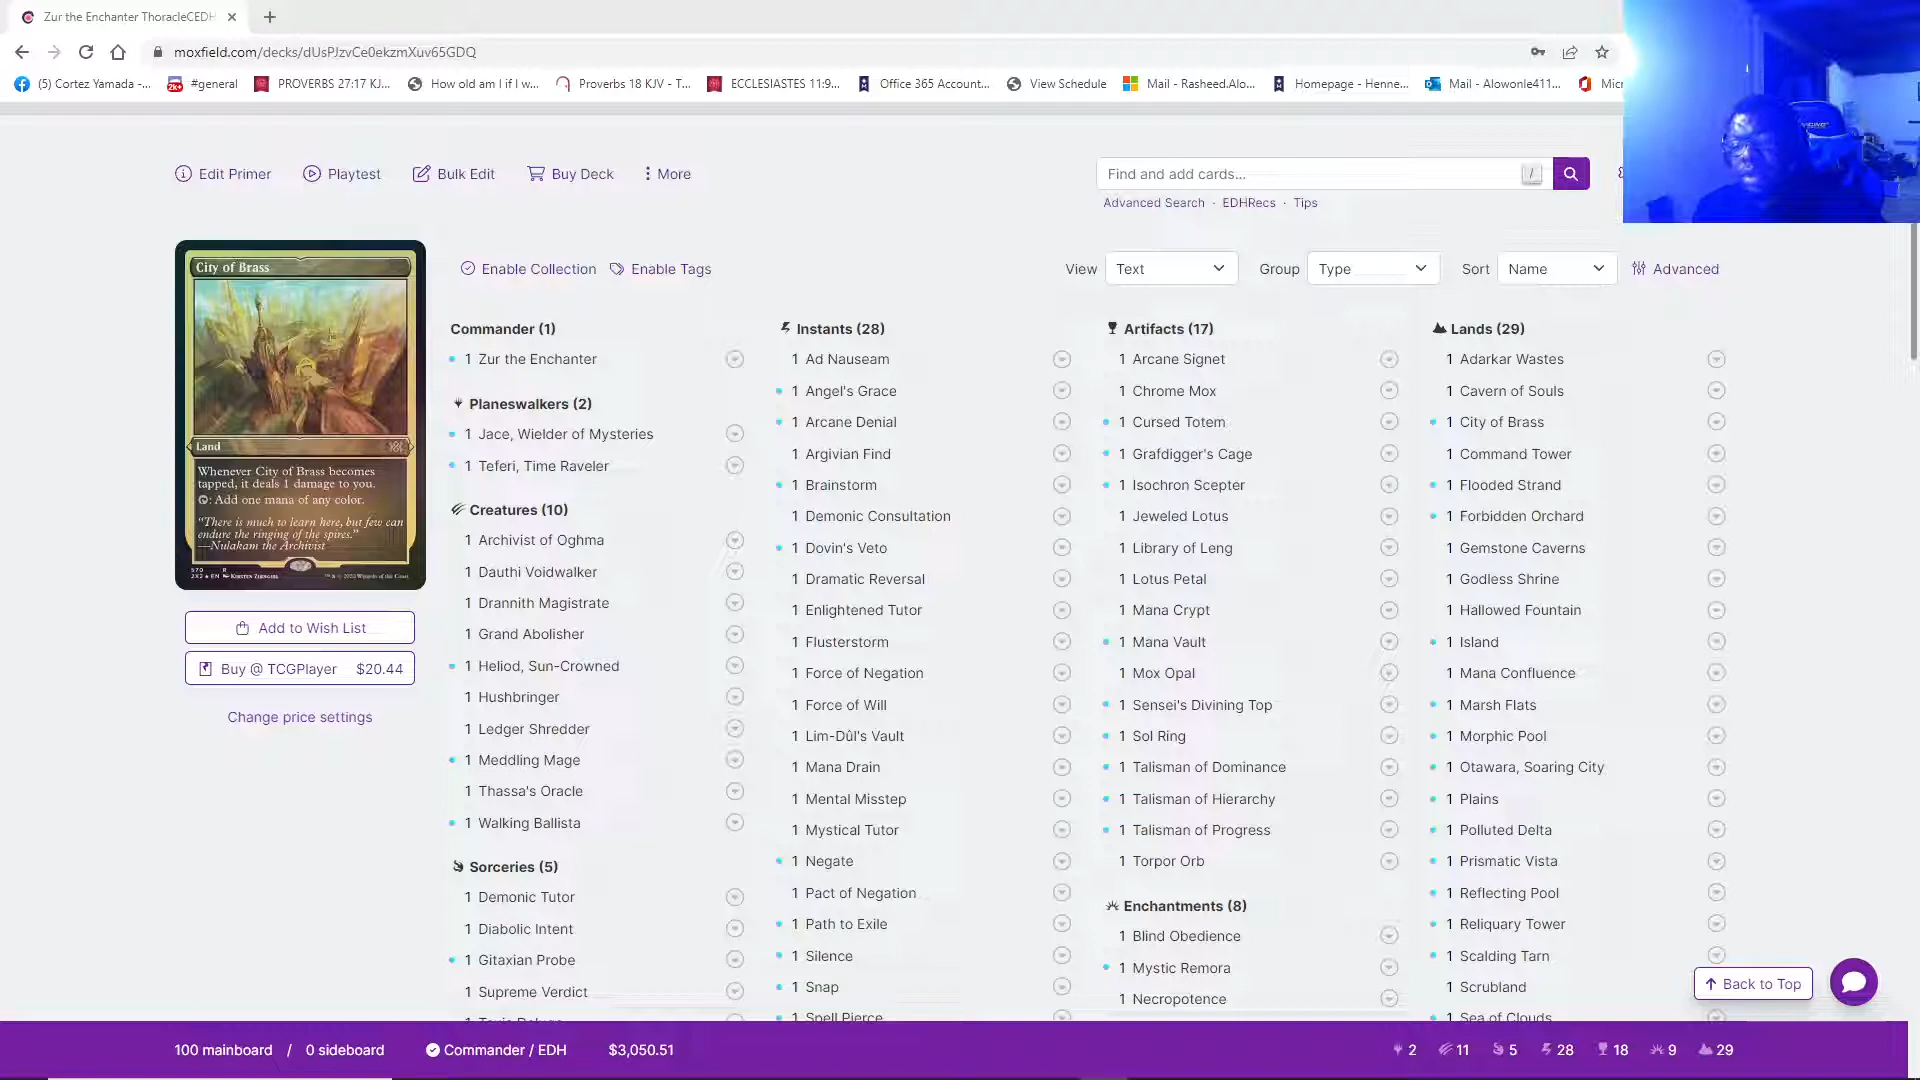 Zur the Enchanter ThoracleCEDH
moxfield.com/decks/dUsPJzvCe0ekzmXuv65GDQ
(5) Cortez Yamada -...
2K+
#general
PROVERBS 27:17 KJ...
How old am I if I w...
Proverbs 18 KJV - T...
ECCLESIASTES 11:9...
Office 365 Account...
View Schedule
Mail - Rasheed.Alo...
Homepage - Henne...
Mail - Alowonle411...
Edit Primer
Playtest
Bulk Edit
Buy Deck
More
Find and add cards...
/
Advanced Search · EDHRecs · Tips
City of Brass
Land
Whenever City of Brass becomes
tapped, it deals 1 damage to you.
: Add one mana of any color.
"There is much to learn here, but few can
endure the ringing of the spires."
—Nulakam the Archivist
Add to Wish List
Buy @ TCGPlayer $20.44
Change price settings
Enable Collection
Enable Tags
View
Text
Group
Type
Sort
Name
Advanced
Commander (1)
1 Zur the Enchanter
Planeswalkers (2)
1 Jace, Wielder of Mysteries
1 Teferi, Time Raveler
Creatures (10)
1 Archivist of Oghma
1 Dauthi Voidwalker
1 Drannith Magistrate
1 Grand Abolisher
1 Heliod, Sun-Crowned
1 Hushbringer
1 Ledger Shredder
1 Meddling Mage
1 Thassa's Oracle
1 Walking Ballista
Sorceries (5)
1 Demonic Tutor
1 Diabolic Intent
1 Gitaxian Probe
1 Supreme Verdict
Instants (28)
1 Ad Nauseam
1 Angel's Grace
1 Arcane Denial
1 Argivian Find
1 Brainstorm
1 Demonic Consultation
1 Dovin's Veto
1 Dramatic Reversal
1 Enlightened Tutor
1 Flusterstorm
1 Force of Negation
1 Force of Will
1 Lim-Dûl's Vault
1 Mana Drain
1 Mental Misstep
1 Mystical Tutor
1 Negate
1 Pact of Negation
1 Path to Exile
1 Silence
1 Snap
1 Spell Pierce
Artifacts (17)
1 Arcane Signet
1 Chrome Mox
1 Cursed Totem
1 Grafdigger's Cage
1 Isochron Scepter
1 Jeweled Lotus
1 Library of Leng
1 Lotus Petal
1 Mana Crypt
1 Mana Vault
1 Mox Opal
1 Sensei's Divining Top
1 Sol Ring
1 Talisman of Dominance
1 Talisman of Hierarchy
1 Talisman of Progress
1 Torpor Orb
Enchantments (8)
1 Blind Obedience
1 Mystic Remora
1 Necropotence
Lands (29)
1 Adarkar Wastes
1 Cavern of Souls
1 City of Brass
1 Command Tower
1 Flooded Strand
1 Forbidden Orchard
1 Gemstone Caverns
1 Godless Shrine
1 Hallowed Fountain
1 Island
1 Mana Confluence
1 Marsh Flats
1 Morphic Pool
1 Otawara, Soaring City
1 Plains
1 Polluted Delta
1 Prismatic Vista
1 Reflecting Pool
1 Reliquary Tower
1 Scalding Tarn
1 Scrubland
1 Sea of Clouds
Back to Top
100 mainboard / 0 sideboard
Commander / EDH
$3,050.51
2 11 5 28 18 9 29